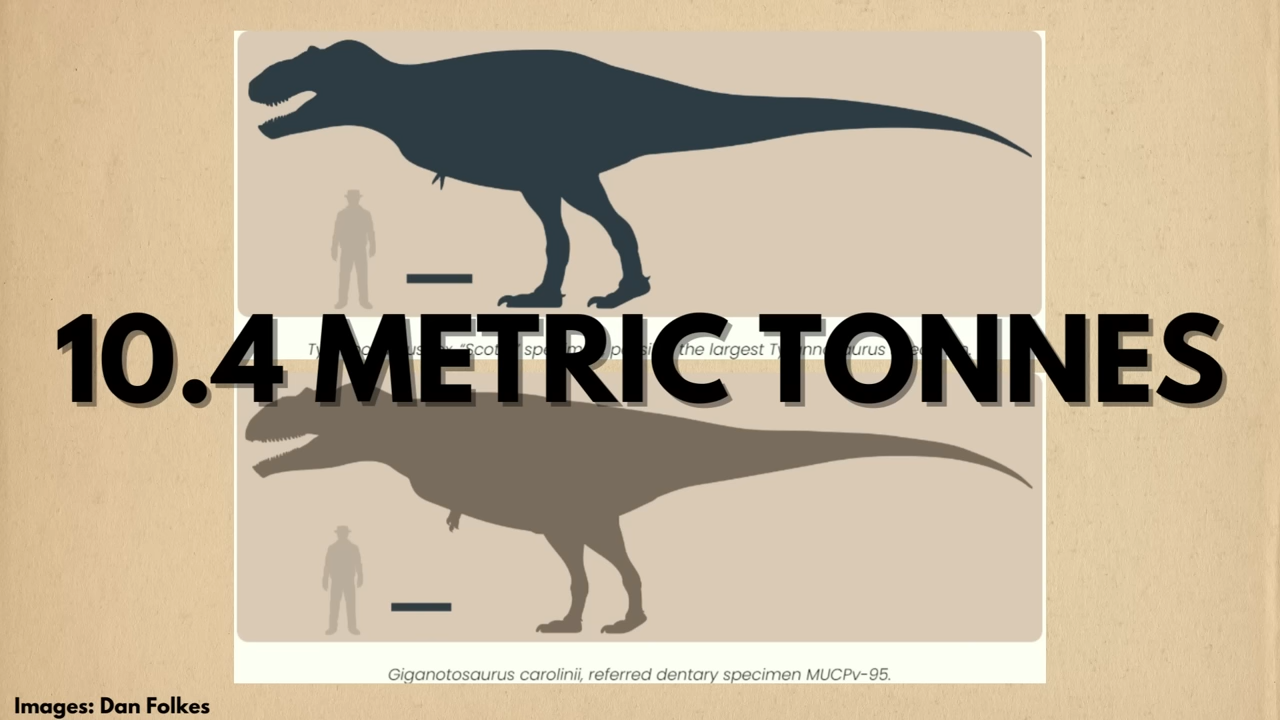 10.4 METRIC TONNES
the largest
Giganotosaurus carolinii, referred dentary specimen MUCPv-95.
Images: Dan Folkes